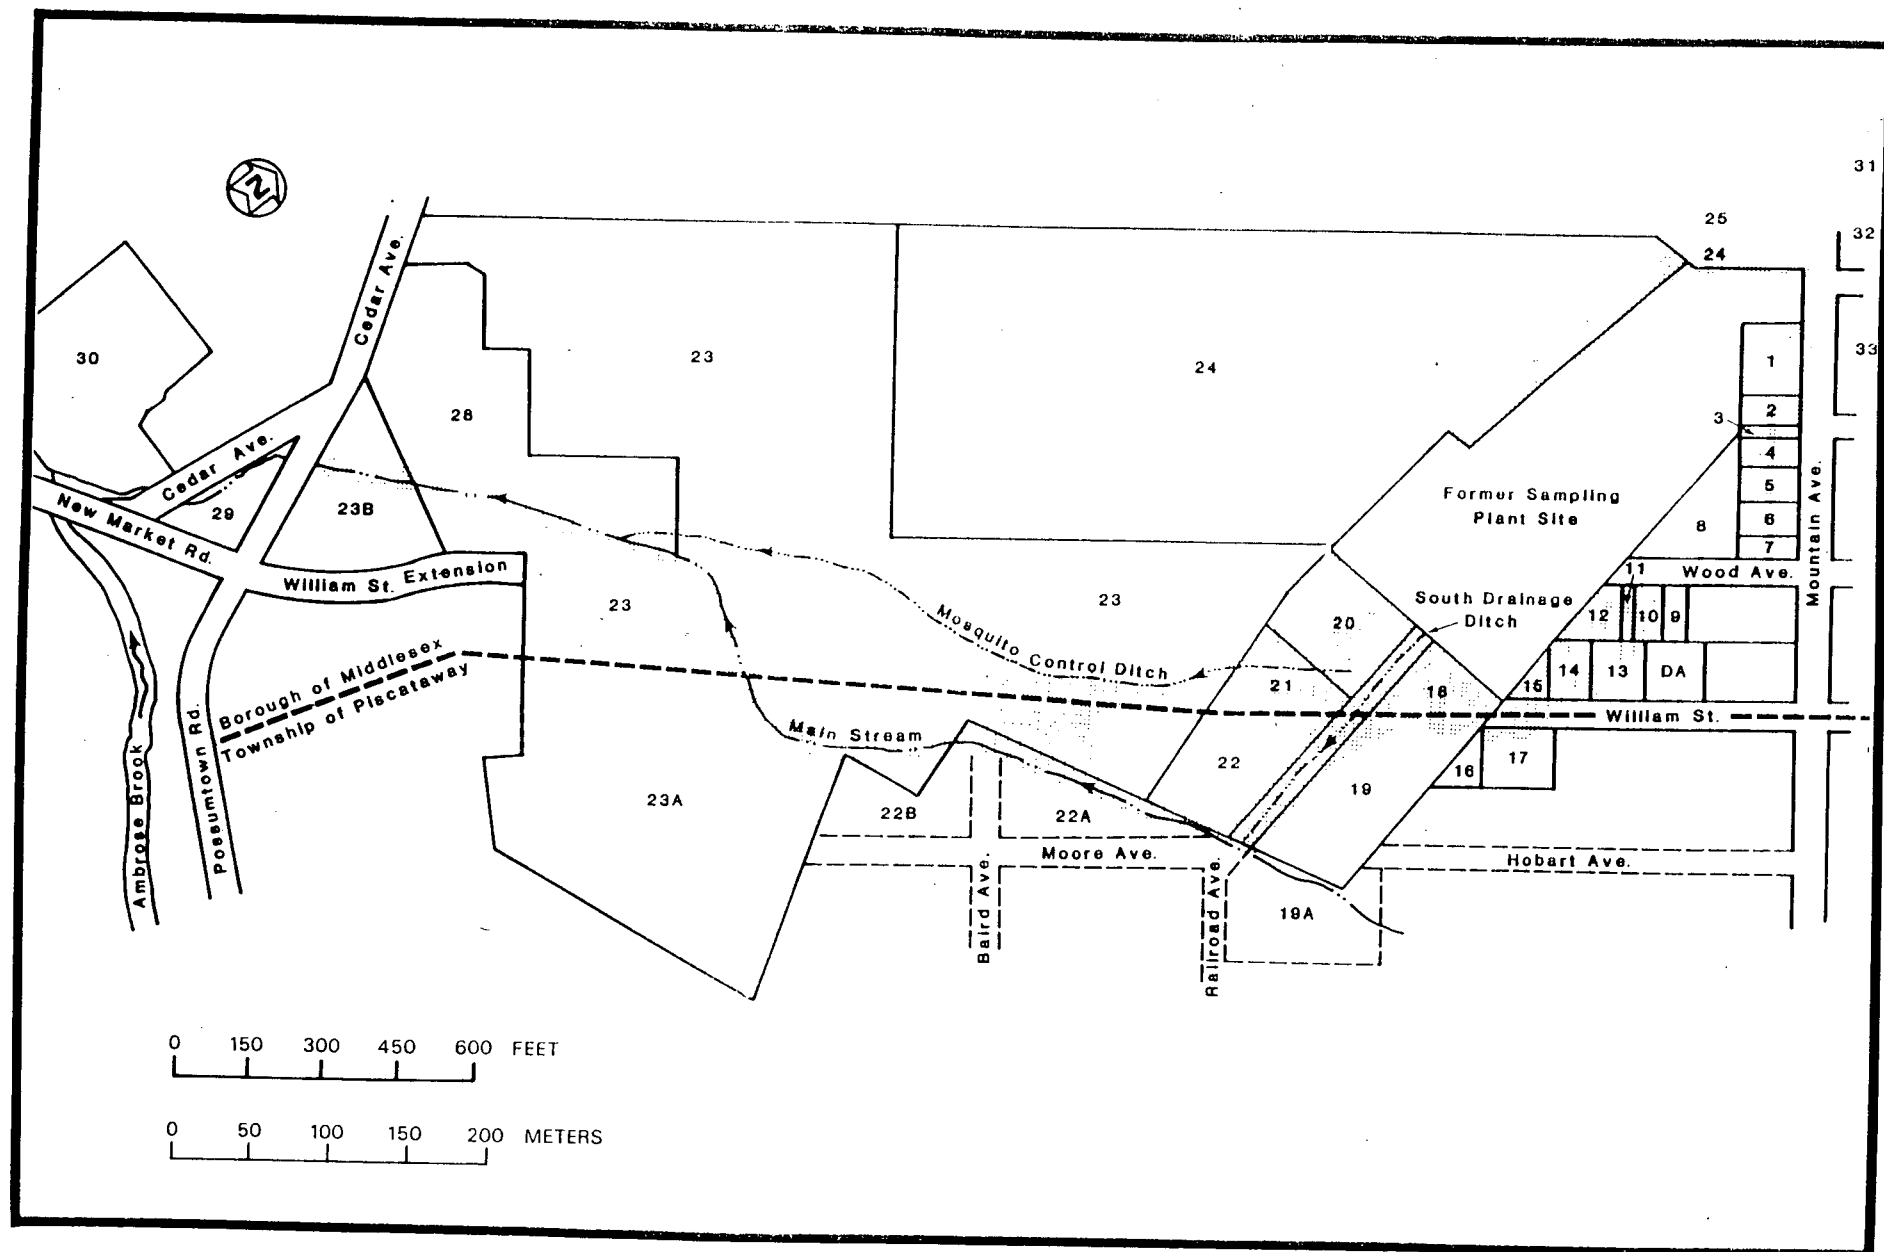 31
25
32
24
N
Cedar Ave.
33
30
23
24
1
28
2
3
4
Cedar Ave.
5
New Market Rd.
29
23B
Former Sampling
Plant Site
8
6
7
11
Wood Ave.
Mountain Ave.
William St. Extension
23
23
South Drainage
Ditch
20
12
10
9
Mosquito Control Ditch
Borough of Middlesex
Township of Piscataway
21
18
15
14
13
DA
William St.
Main Stream
22
16
17
19
23A
22B
22A
Ambrose Brook
Possumtown Rd.
Moore Ave.
Hobart Ave.
Baird Ave.
Railroad Ave.
19A
0 150 300 450 600 FEET
0 50 100 150 200 METERS